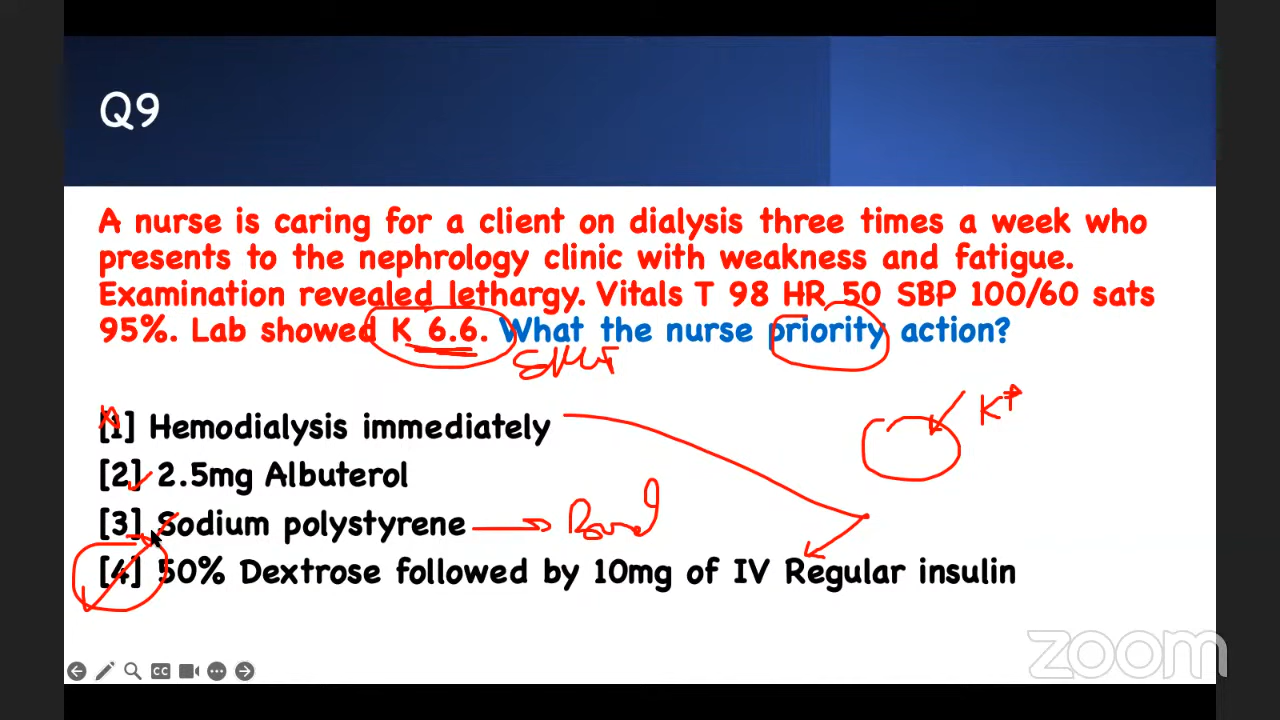 Q9
A nurse is caring for a client on dialysis three times a week who
presents to the nephrology clinic with weakness and fatigue.
Examination revealed lethargy. Vitals T 98 HR 50 SBP 100/60 sats
95%. Lab showed K 6.6. What the nurse priority action?
[1] Hemodialysis immediately
K+
[2] 2.5mg Albuterol
[3] Sodium polystyrene
[4] 50% Dextrose followed by 10mg of IV Regular insulin
CC
zoom